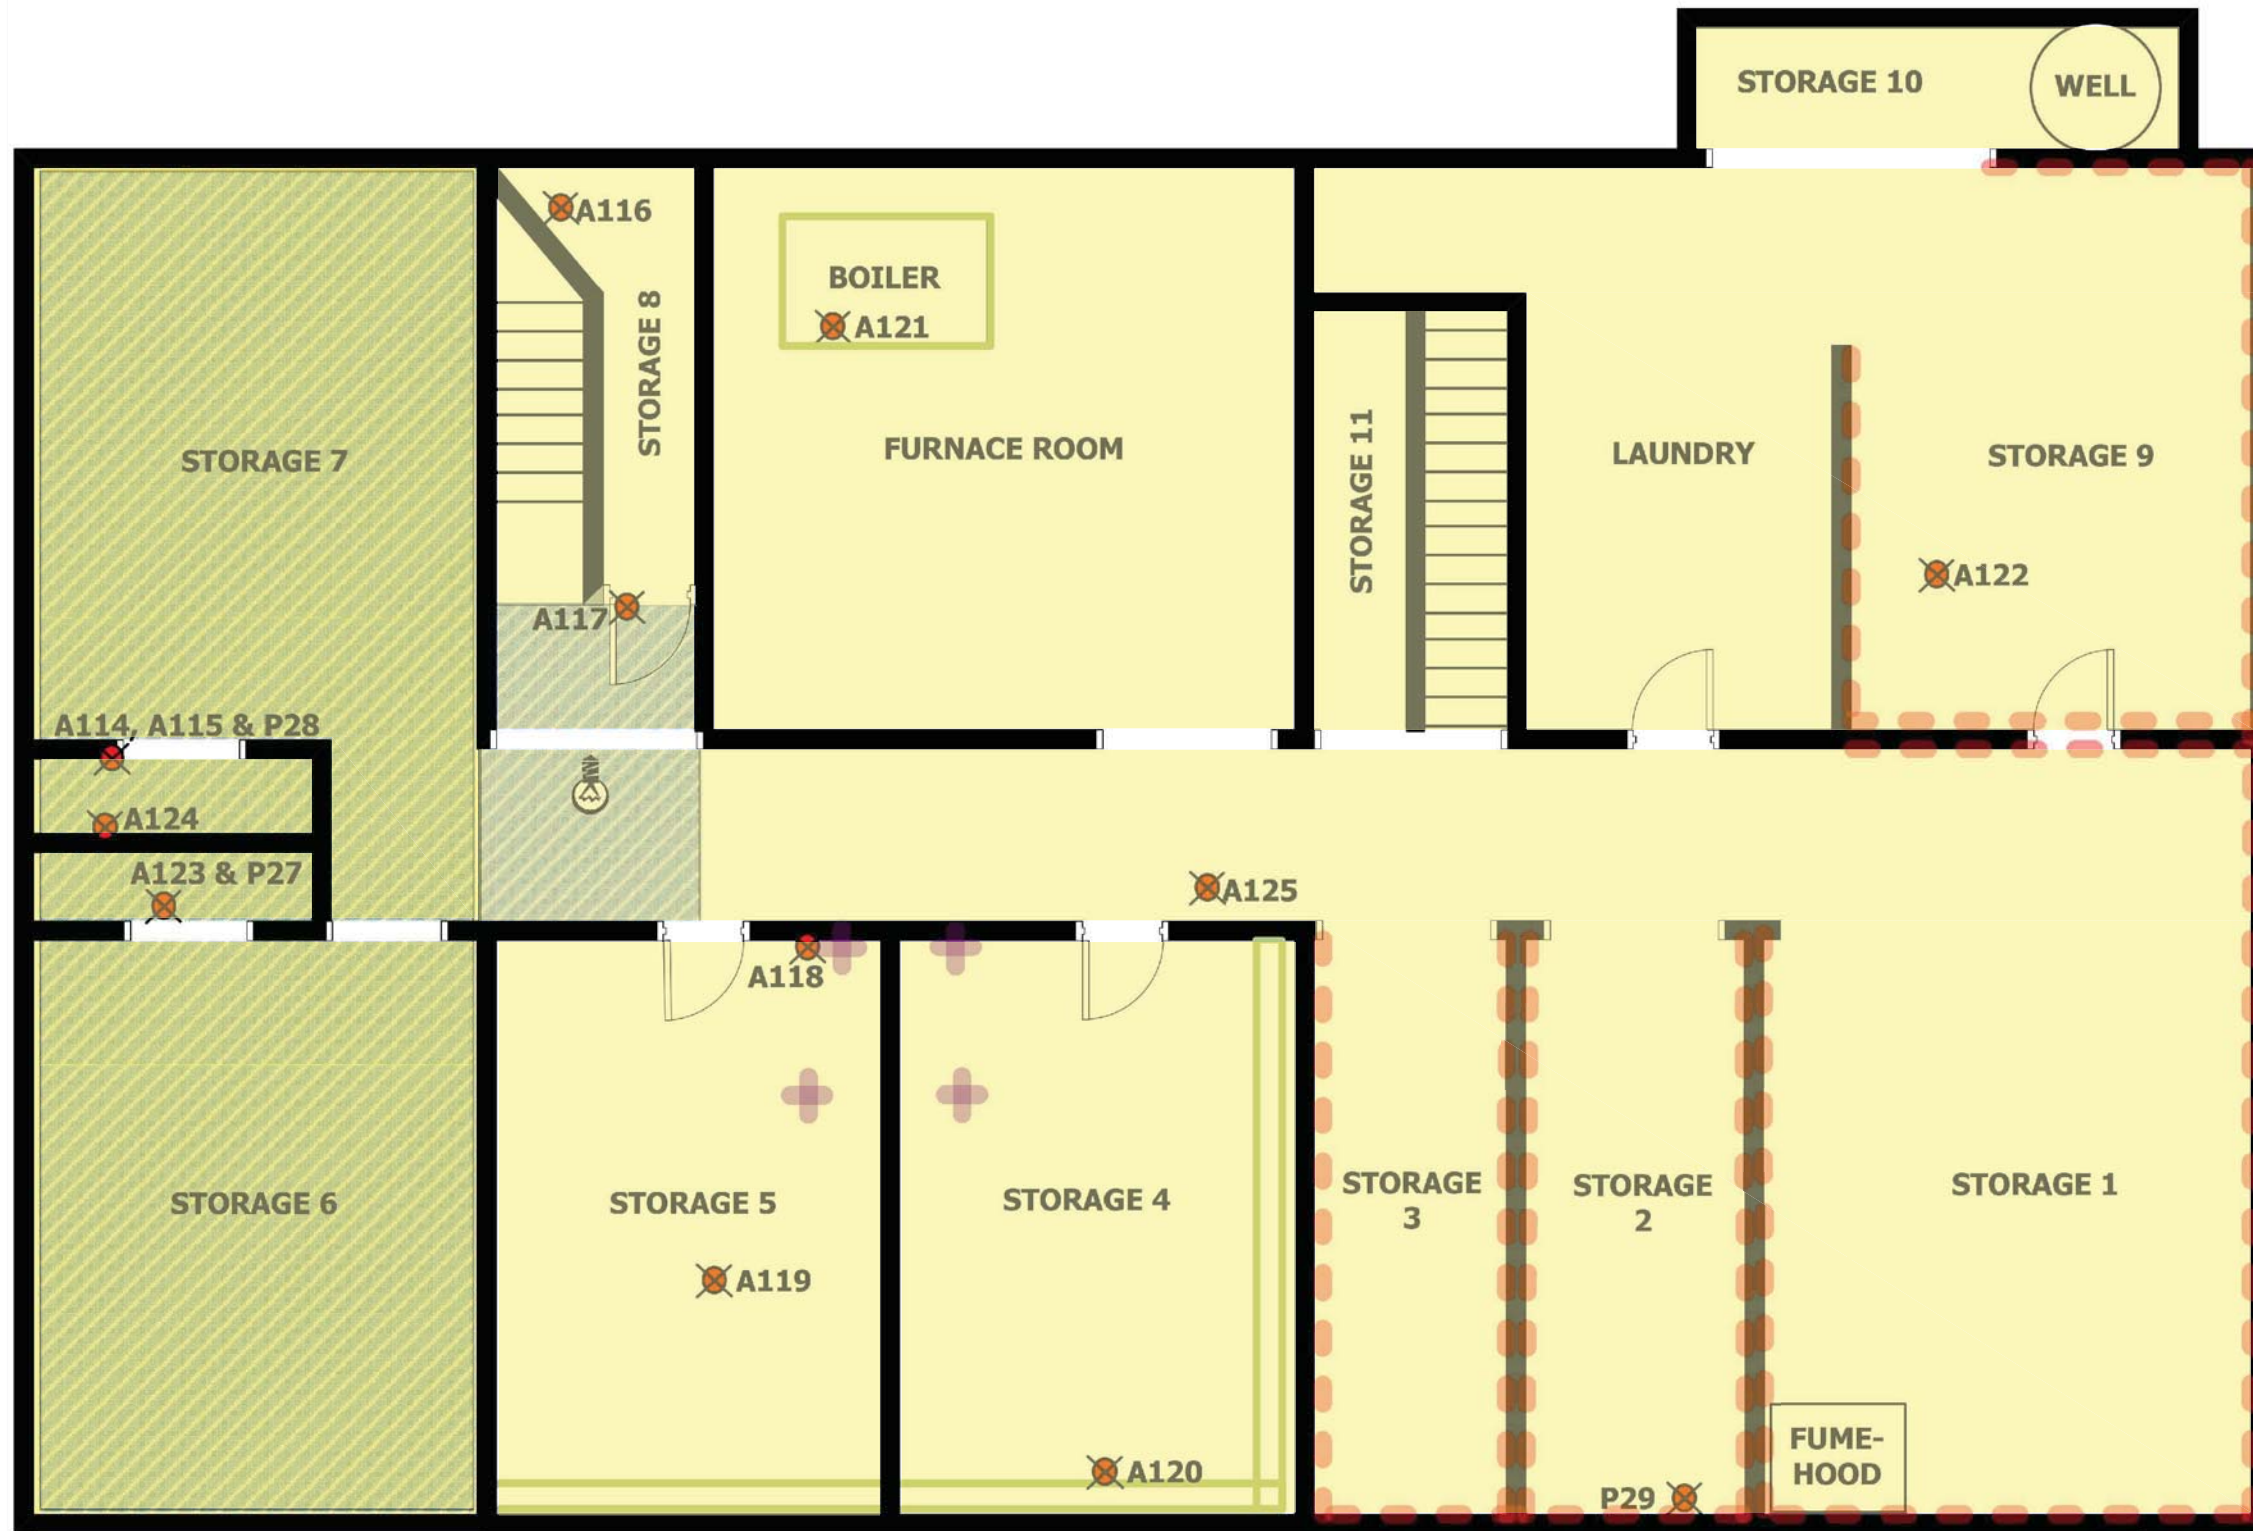 STORAGE 10
WELL
A116
STORAGE 8
BOILER
A121
FURNACE ROOM
STORAGE 7
STORAGE 11
LAUNDRY
STORAGE 9
A122
A117
A114, A115 & P28
A124
A123 & P27
A125
A118
STORAGE 6
STORAGE 5
STORAGE 4
STORAGE
3
STORAGE
2
STORAGE 1
A119
A120
P29
FUME-
HOOD